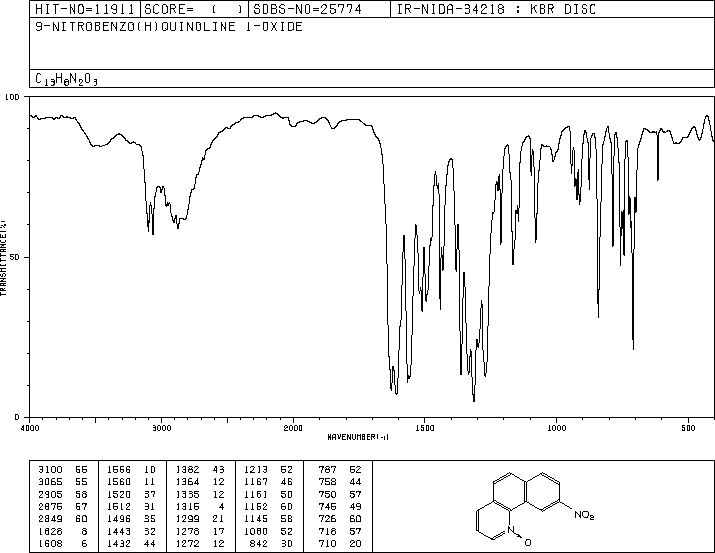 HIT-NO=11911 SCORE= ( ) SDBS-NO=25774 IR-NIDA-34218 : KBR DISC
9-NITROBENZO(H)QUINOLINE 1-OXIDE
C13H8N2O3
100
50
0
TRANSMITTANCE(%)
4000 3000 2000 1500 1000 500
WAVENUMBER(-1)
3100 56 1566 10 1382 43 1213 52 787 52
3065 55 1560 11 1364 12 1167 46 758 44
2905 58 1520 37 1335 12 1161 50 750 57
2875 57 1512 31 1315 4 1152 60 745 49
2849 60 1496 35 1299 21 1145 58 726 60
1628 8 1443 32 1278 17 1080 52 718 57
1608 6 1432 44 1272 12 842 30 710 20
NO2
N
O